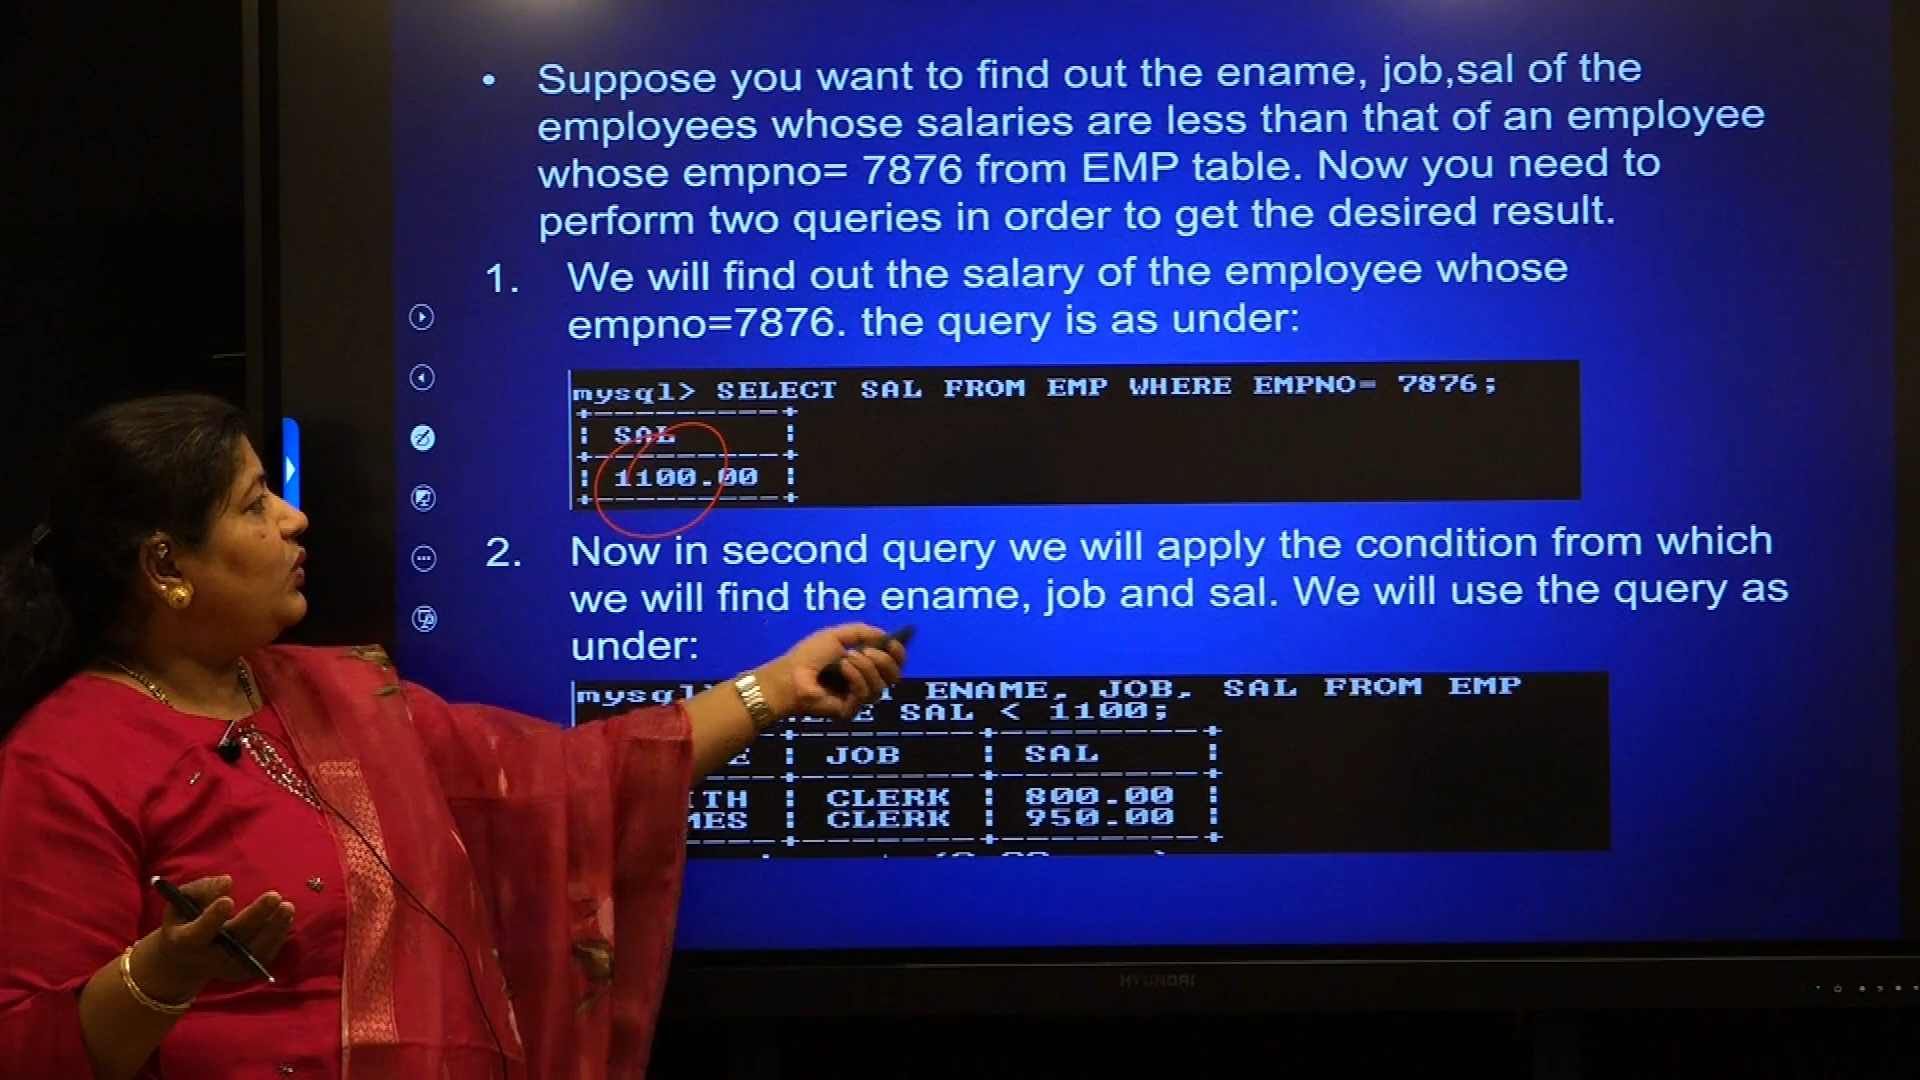 • Suppose you want to find out the ename, job,sal of the
employees whose salaries are less than that of an employee
whose empno= 7876 from EMP table. Now you need to
perform two queries in order to get the desired result.
1. We will find out the salary of the employee whose
empno=7876. the query is as under:
mysql> SELECT SAL FROM EMP WHERE EMPNO= 7876;
SAL
1100.00
2. Now in second query we will apply the condition from which
we will find the ename, job and sal. We will use the query as
under:
ENAME, JOB, SAL FROM EMP
SAL < 1100;
JOB SAL
CLERK 800.00
CLERK 950.00
HYUNDAI